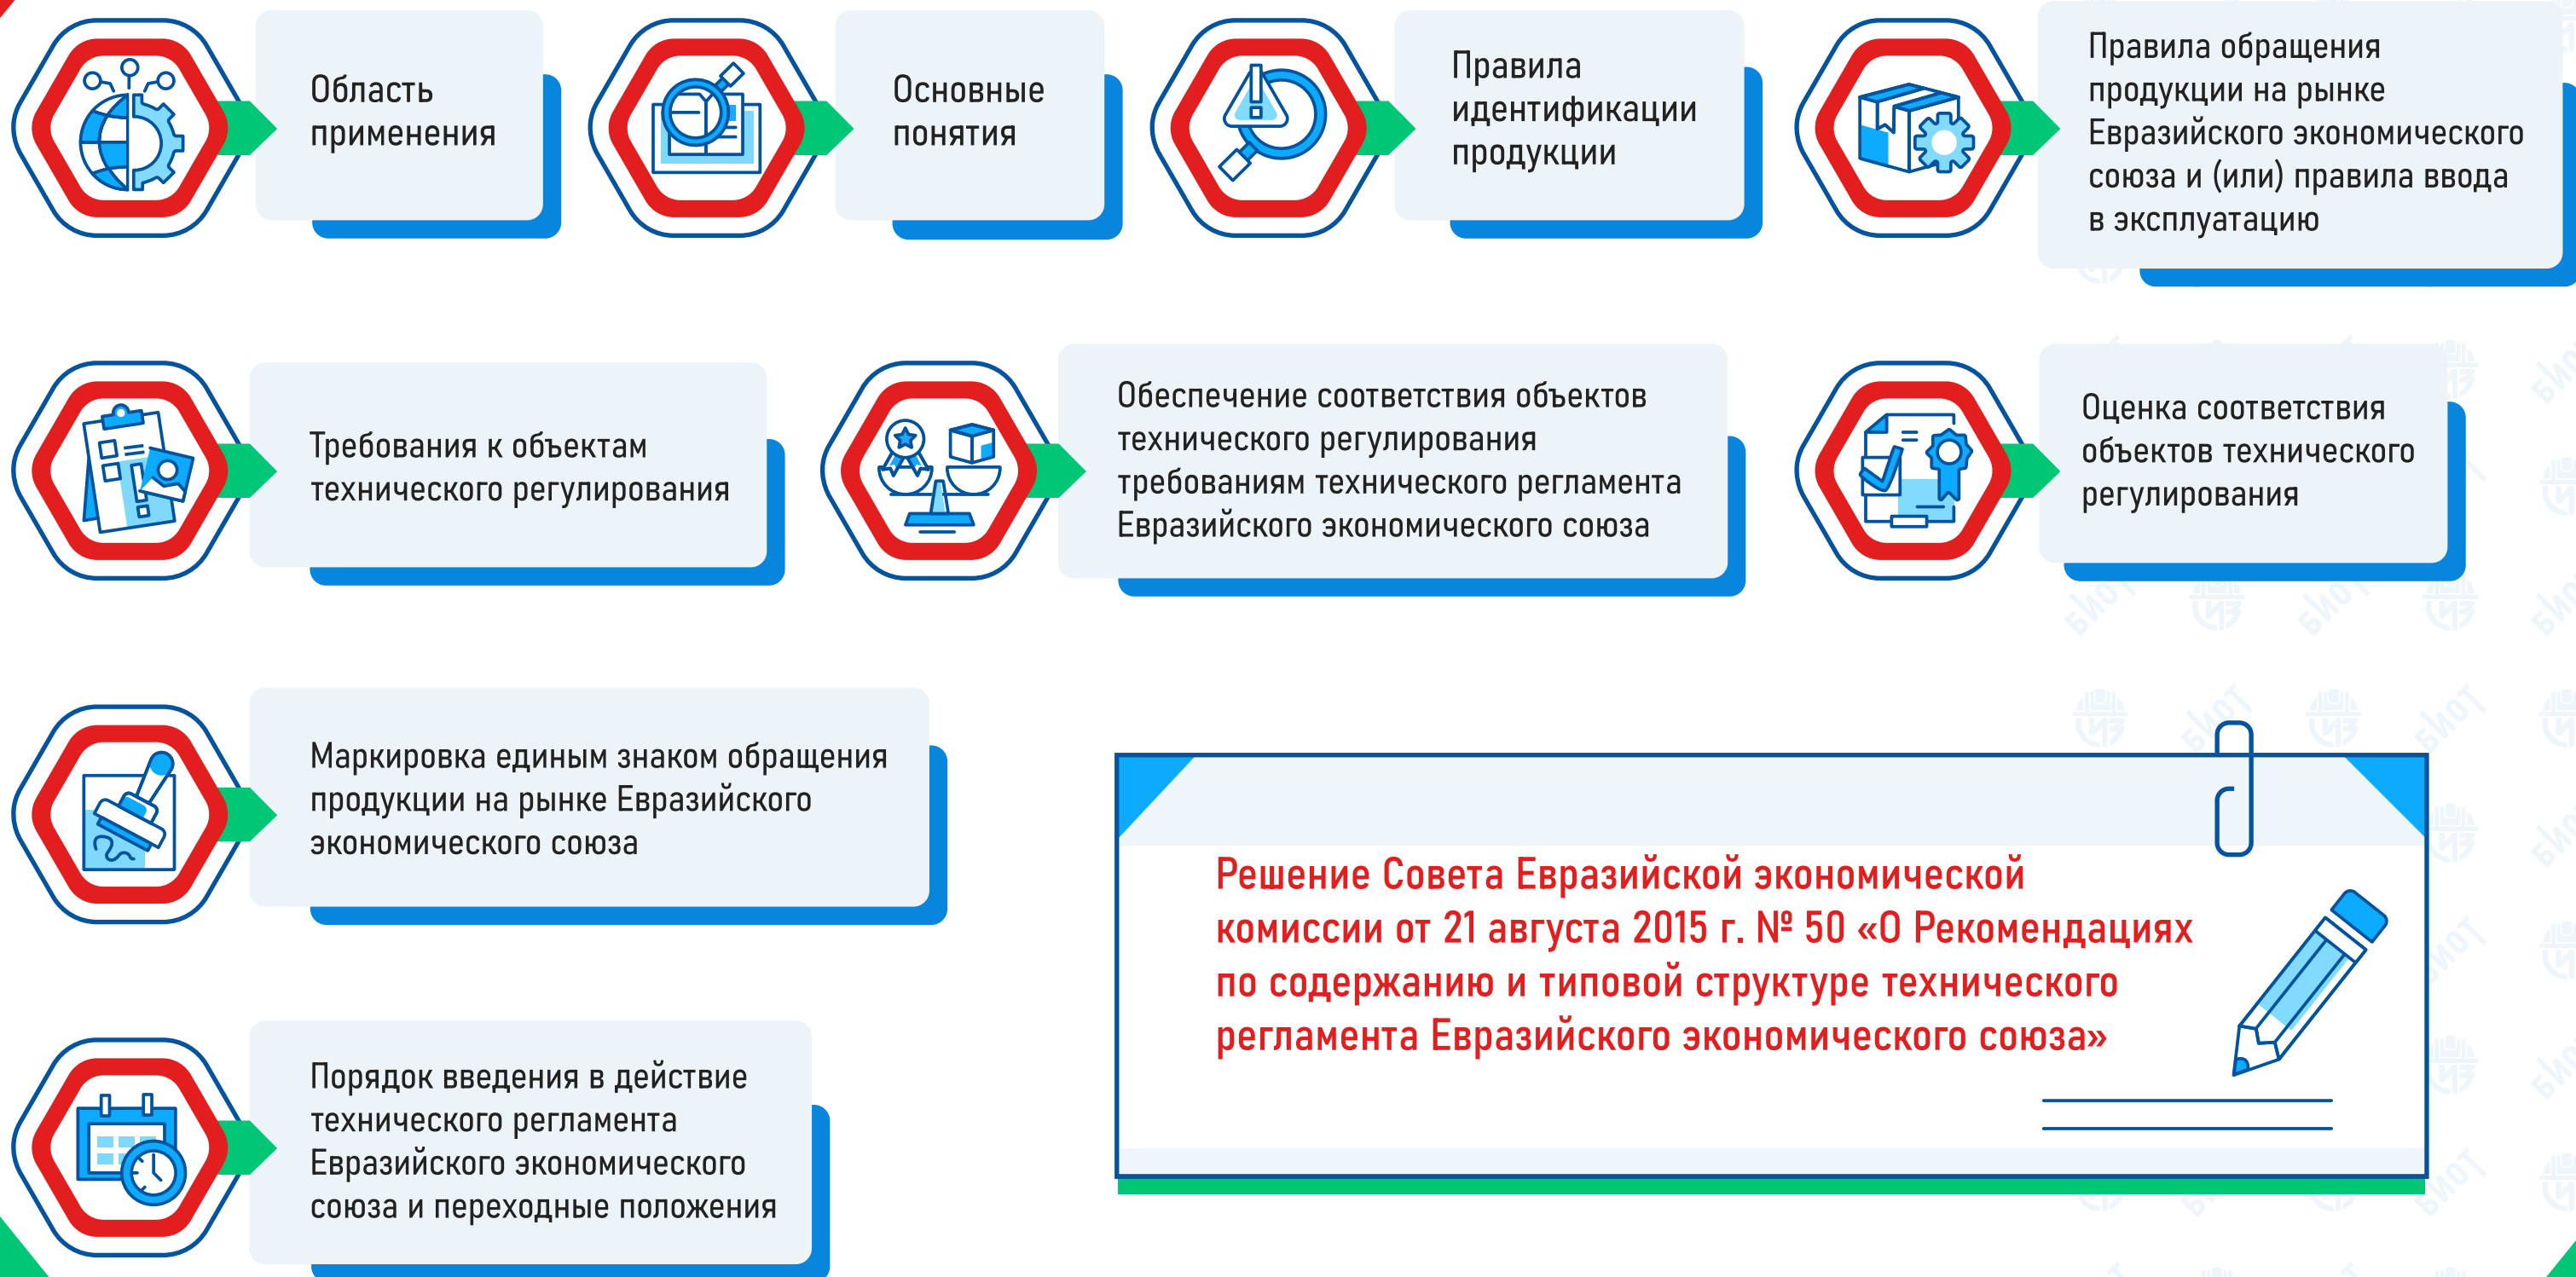 Область
применения
Основные
понятия
Правила
идентификации
продукции
Правила обращения
продукции на рынке
Евразийского экономического
союза и (или) правила ввода
в эксплуатацию
Требования к объектам
технического регулирования
Обеспечение соответствия объектов
технического регулирования
требованиям технического регламента
Евразийского экономического союза
Оценка соответствия
объектов технического
регулирования
Маркировка единым знаком обращения
продукции на рынке Евразийского
экономического союза
Решение Совета Евразийской экономической
комиссии от 21 августа 2015 г. № 50 «О Рекомендациях
по содержанию и типовой структуре технического
регламента Евразийского экономического союза»
Порядок введения в действие
технического регламента
Евразийского экономического
союза и переходные положения
БИОТ
СИЗ